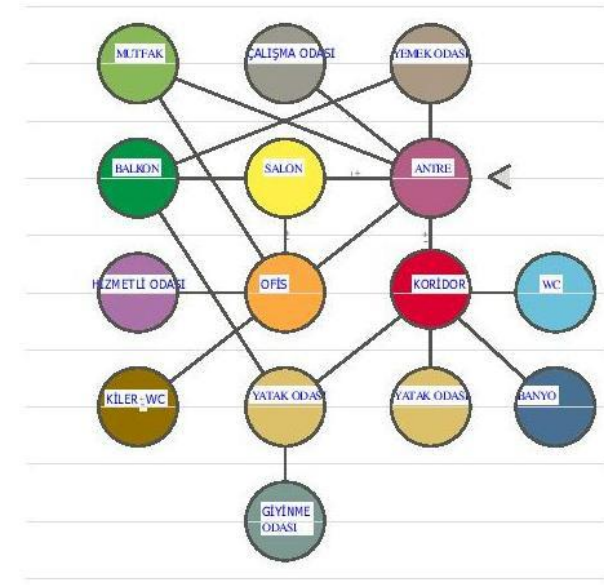 MUTFAK
ÇALIŞMA ODASI
YEMEK ODASI
BALKON
SALON
ANTRE
HİZMETLİ ODASI
OFİS
KORİDOR
WC
KİLER-WC
YATAK ODASI
YATAK ODASI
BANYO
GİYİNME
ODASI